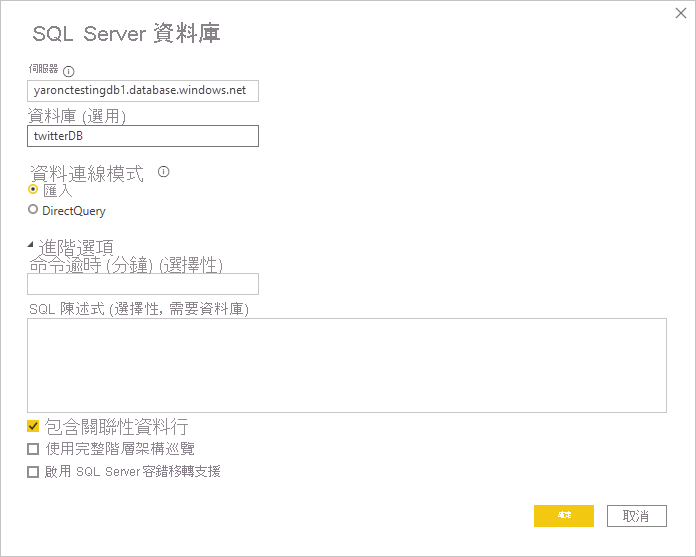 SQL Server 資料庫
伺服器
yaronctestingdb1.database.windows.net
資料庫 (選用)
twitterDB
資料連線模式
匯入
DirectQuery
進階選項
命令逾時 (分鐘) (選擇性)
SQL 陳述式 (選擇性, 需要資料庫)
包含關聯性資料行
使用完整階層架構巡覽
啟用 SQL Server 容錯移轉支援
確定 取消